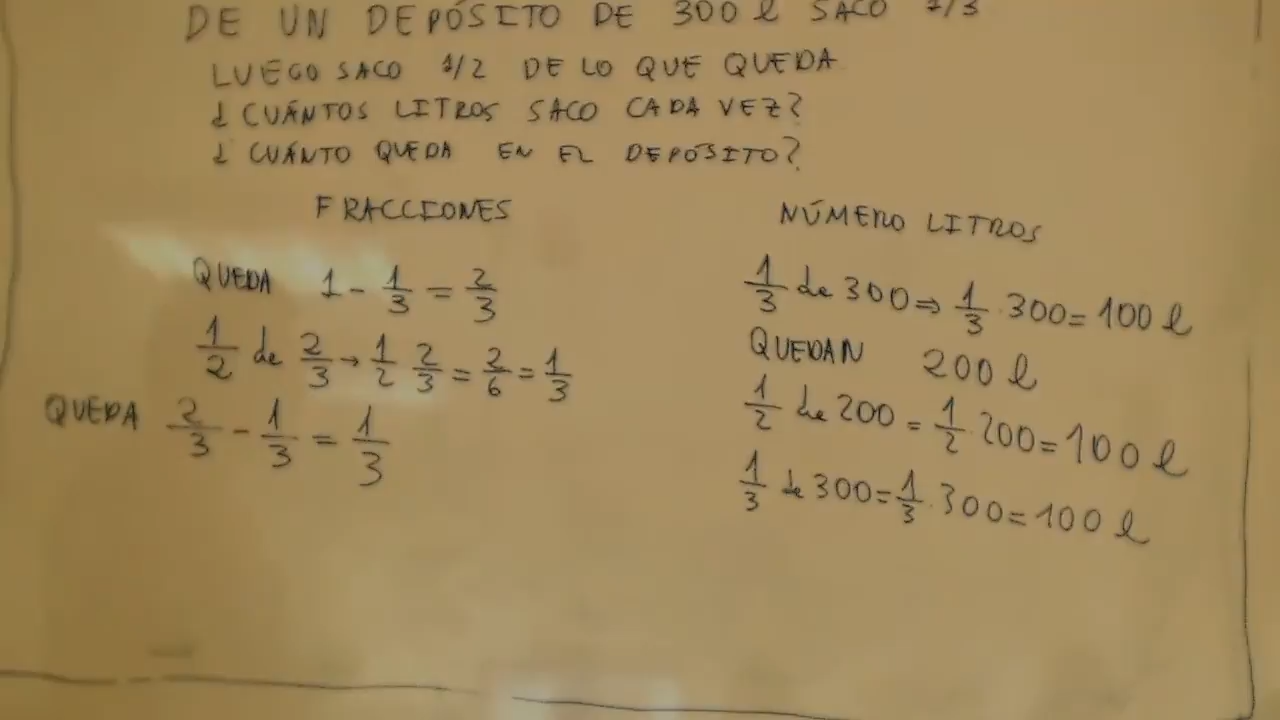 DE UN DEPÓSITO DE 300 l SACO 1/3
LUEGO SACO 1/2 DE LO QUE QUEDA
¿CUÁNTOS LITROS SACO CADA VEZ?
¿CUÁNTO QUEDA EN EL DEPÓSITO?
FRACCIONES
QUEDA 1 - 1/3 = 2/3
1/2 de 2/3 → 1/2 2/3 = 2/6 = 1/3
QUEDA 2/3 - 1/3 = 1/3
NÚMERO LITROS
1/3 de 300 ⇒ 1/3 · 300 = 100 l
QUEDAN 200 l
1/2 de 200 = 1/2 · 200 = 100 l
1/3 de 300 = 1/3 · 300 = 100 l